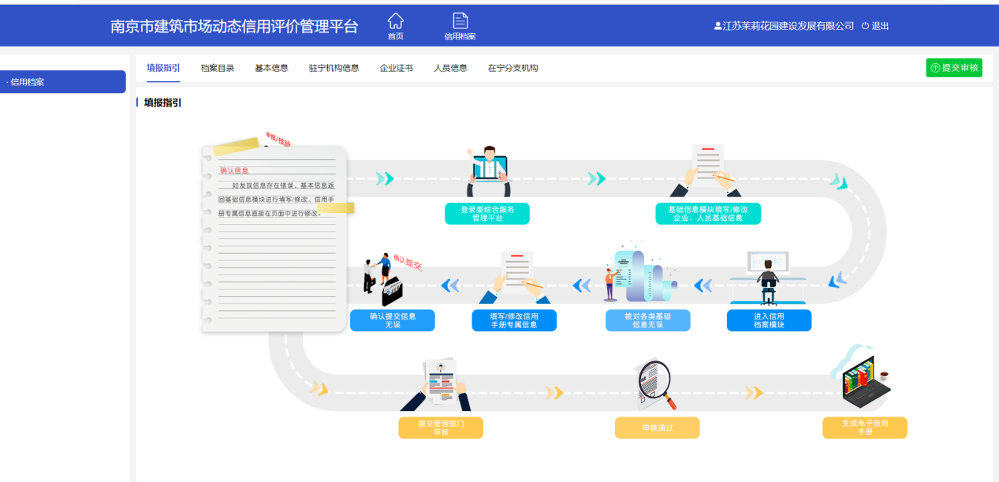 南京市建筑市场动态信用评价管理平台
首页
信用档案
江苏茉莉花园建设发展有限公司
退出
· 信用档案
填报指引
档案目录
基本信息
驻宁机构信息
企业证书
人员信息
在宁分支机构
提交审核
填报指引
申报/核验
确认信息
如发现信息存在错误，基本信息返
回基础信息模块进行填写/修改，信用手
册专属信息直接在页面中进行修改。
登录委综合服务
管理平台
基础信息模块填写/修改
企业、人员基础信息
确认提交
确认提交信息
无误
填写/修改信用
手册专属信息
核对各类基础
信息无误
进入信用
档案模块
提交管理部门
审核
审核通过
生成电子信用
手册